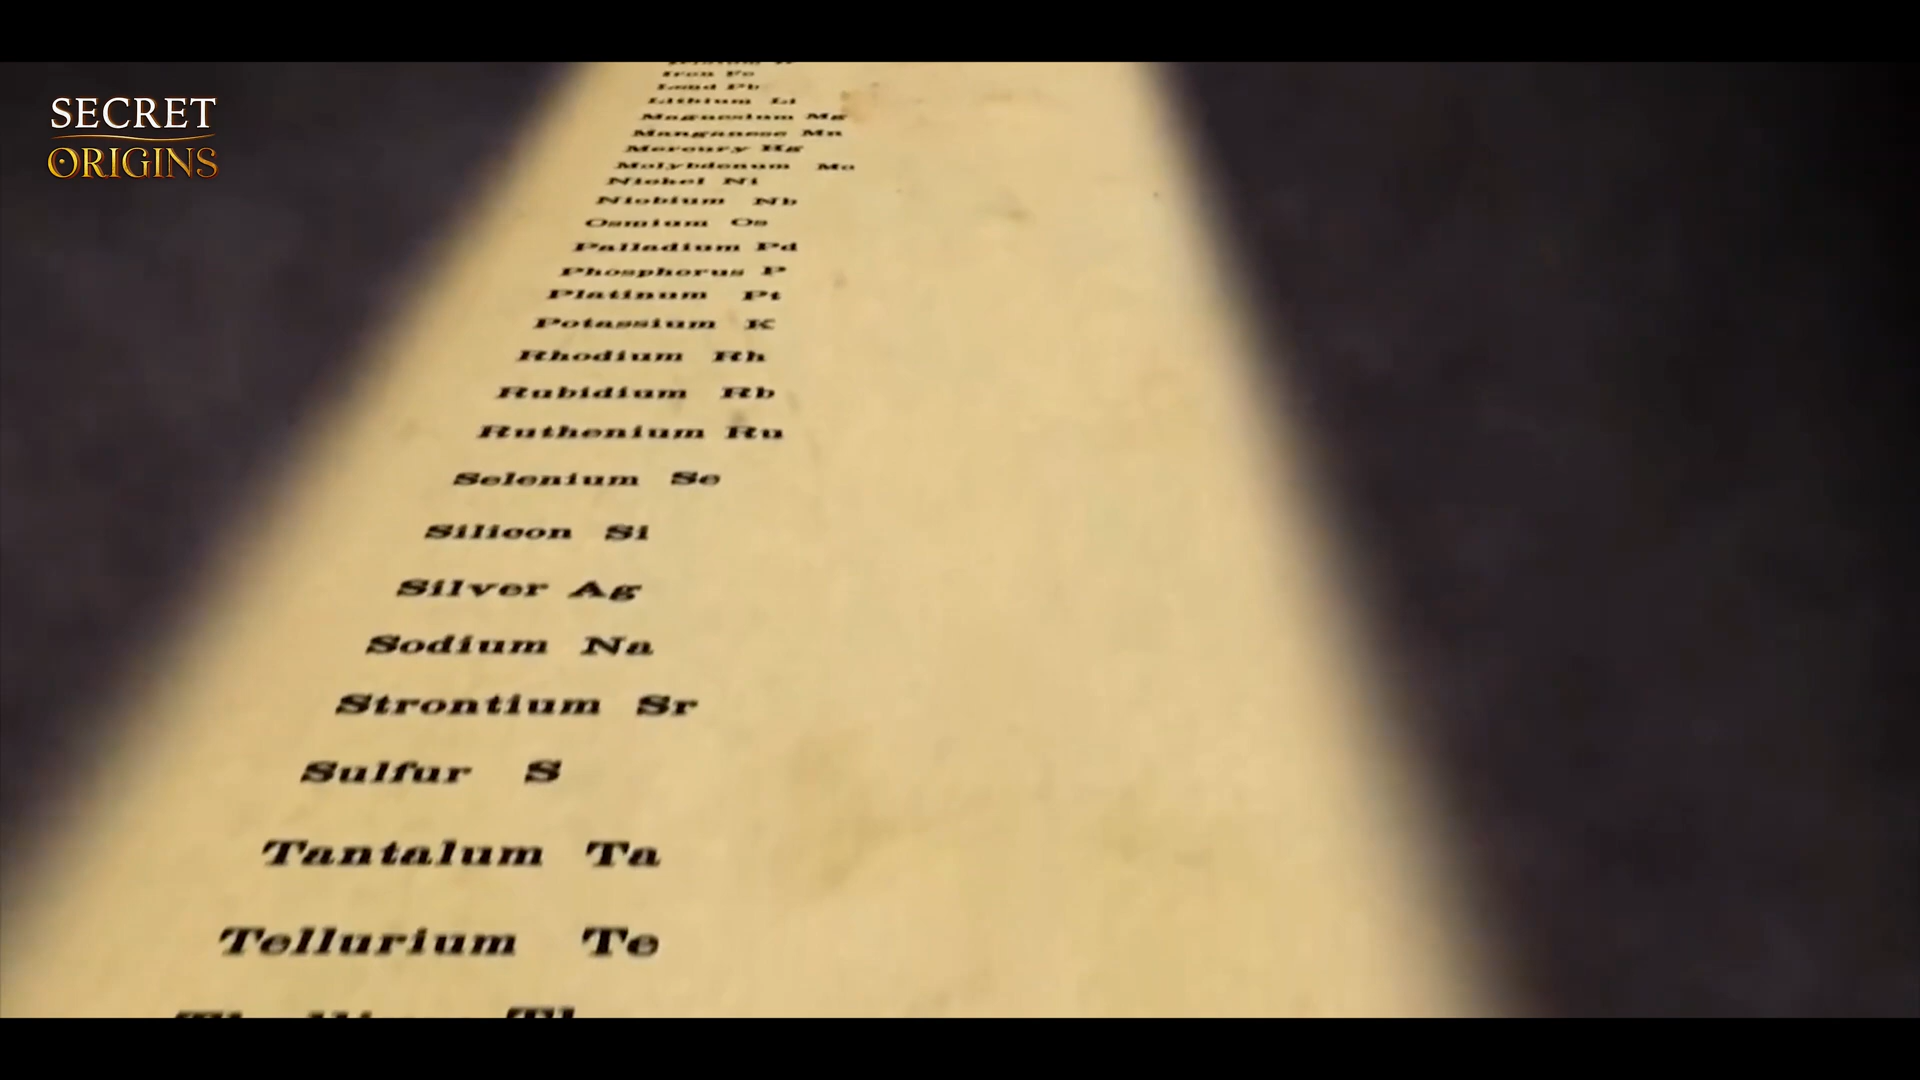 SECRET
ORIGINS
Iron Fe
Lead Pb
Lithium Li
Magnesium Mg
Manganese Mn
Mercury Hg
Molybdenum Mo
Nickel Ni
Niobium Nb
Osmium Os
Palladium Pd
Phosphorus P
Platinum Pt
Potassium K
Rhodium Rh
Rubidium Rb
Ruthenium Ru
Selenium Se
Silicon Si
Silver Ag
Sodium Na
Strontium Sr
Sulfur S
Tantalum Ta
Tellurium Te